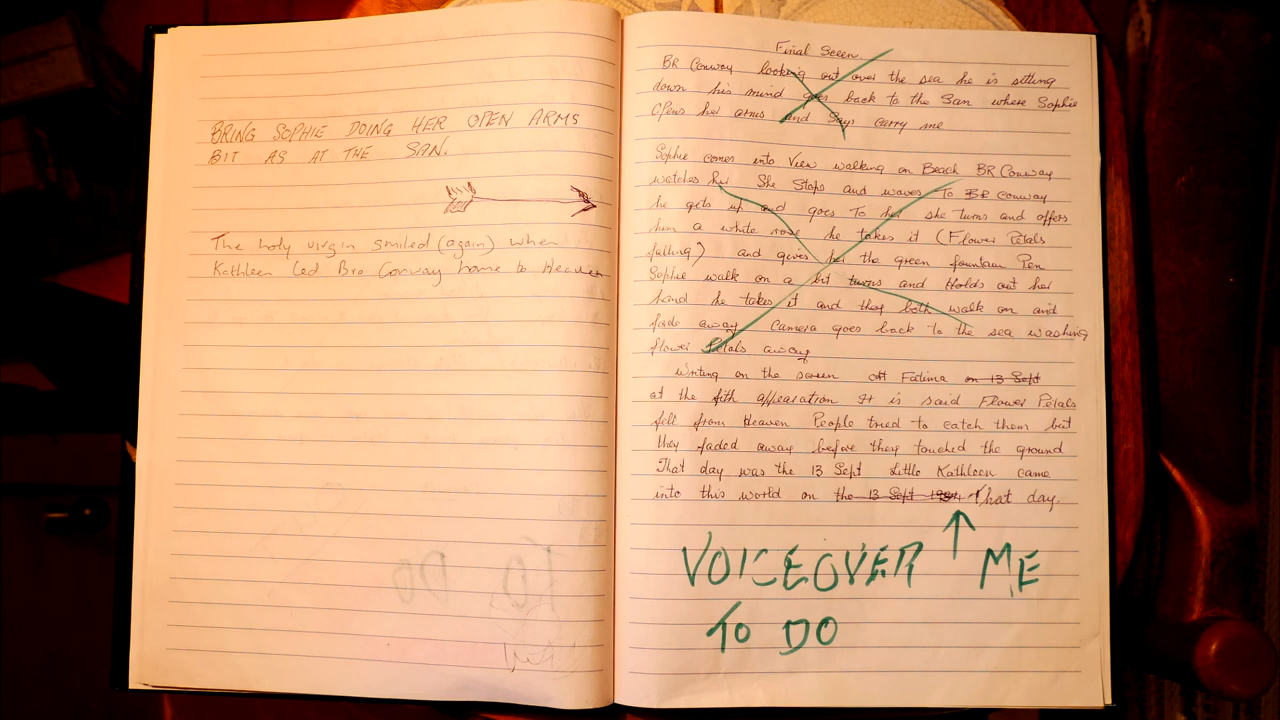 BRING SOPHIE DOING HER OPEN ARMS
BIT AS AT THE SAN.
The holy virgin smiled (again) when
Kathleen Led Bro Conway home to Heaven
Final Sceen
BR Conway looking out over the sea he is sitting
down his mind goes back to the San where Sophie
opens her arms and says carry me
Sophie comes into View walking on Beach BR Conway
watches her She Stops and waves To BR Conway
he gets up and goes To her she turns and offers
him a white rose he takes it (Flower Petals
falling) and gives her the green fountain Pen
Sophie walk on a bit turns and Holds out her
hand he takes it and they both walk on and
fade away Camera goes back to the sea washing
flower Petals away
writing on the screen att Fatima on 13 Sept
at the fith appearation It is said Flower Petals
fell from Heaven People tried to catch them but
they faded away before they touched the ground
That day was the 13 Sept Little Kathleen came
into this world on the 13 Sept That day.
VOICEOVER ME
TO DO